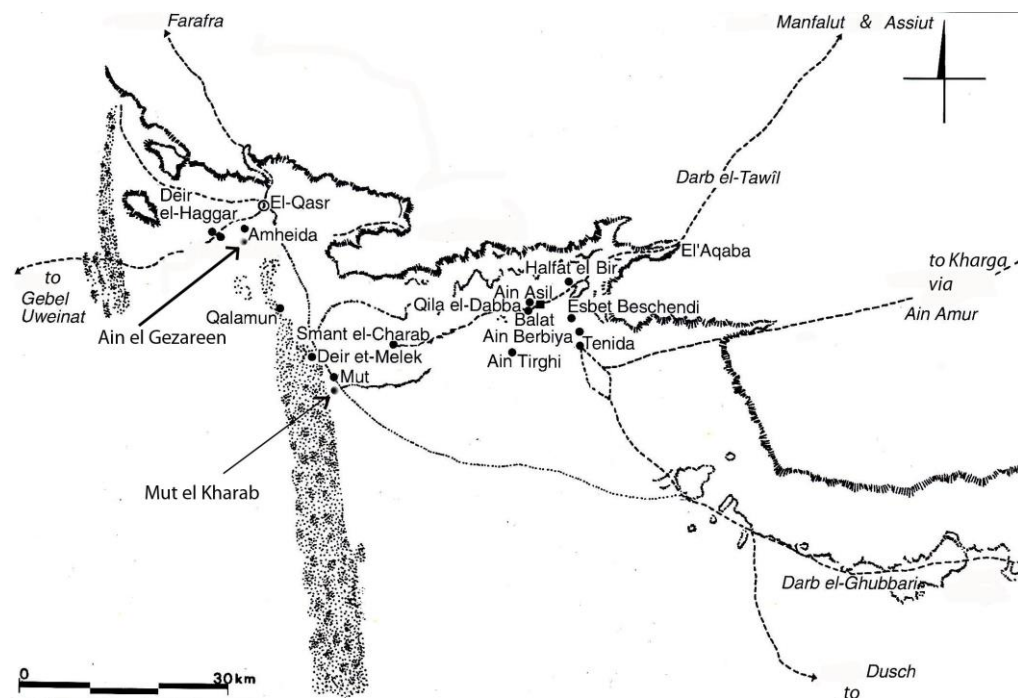 Farafra
Manfalut & Assiut
Darb el-Tawîl
Deir
el-Haggar
El-Qasr
Amheida
El'Aqaba
to
Gebel
Uweinat
Halfat el Bir
to Kharga
via
Ain Amur
Ain Asil
Qila el-Dabba
Esbet Beschendi
Balat
Qalamun
Ain el Gezareen
Smant el-Charab
Ain Berbiya
Tenida
Deir et-Melek
Ain Tirghi
Mut
Mut el Kharab
Darb el-Ghubbari
0
30 km
Dusch
to